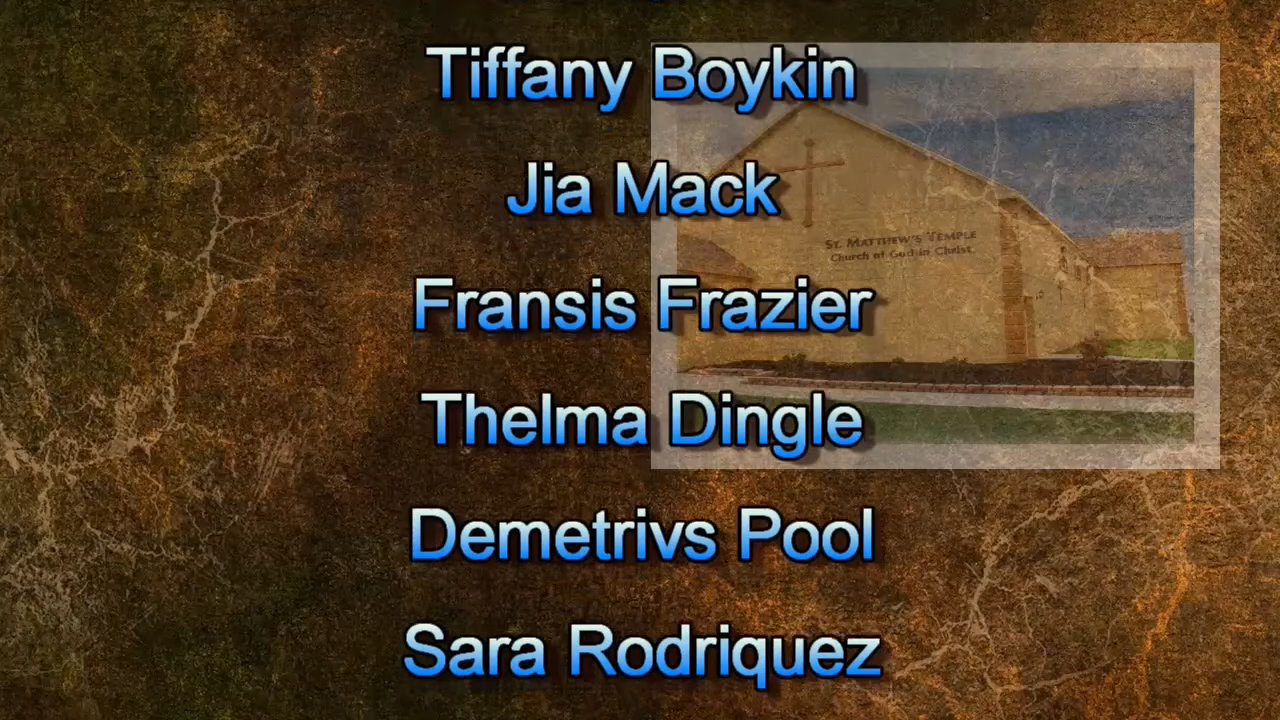 Tiffany Boykin
Jia Mack
St. Matthew's Temple
Church of God in Christ
Fransis Frazier
Thelma Dingle
Demetrivs Pool
Sara Rodriquez